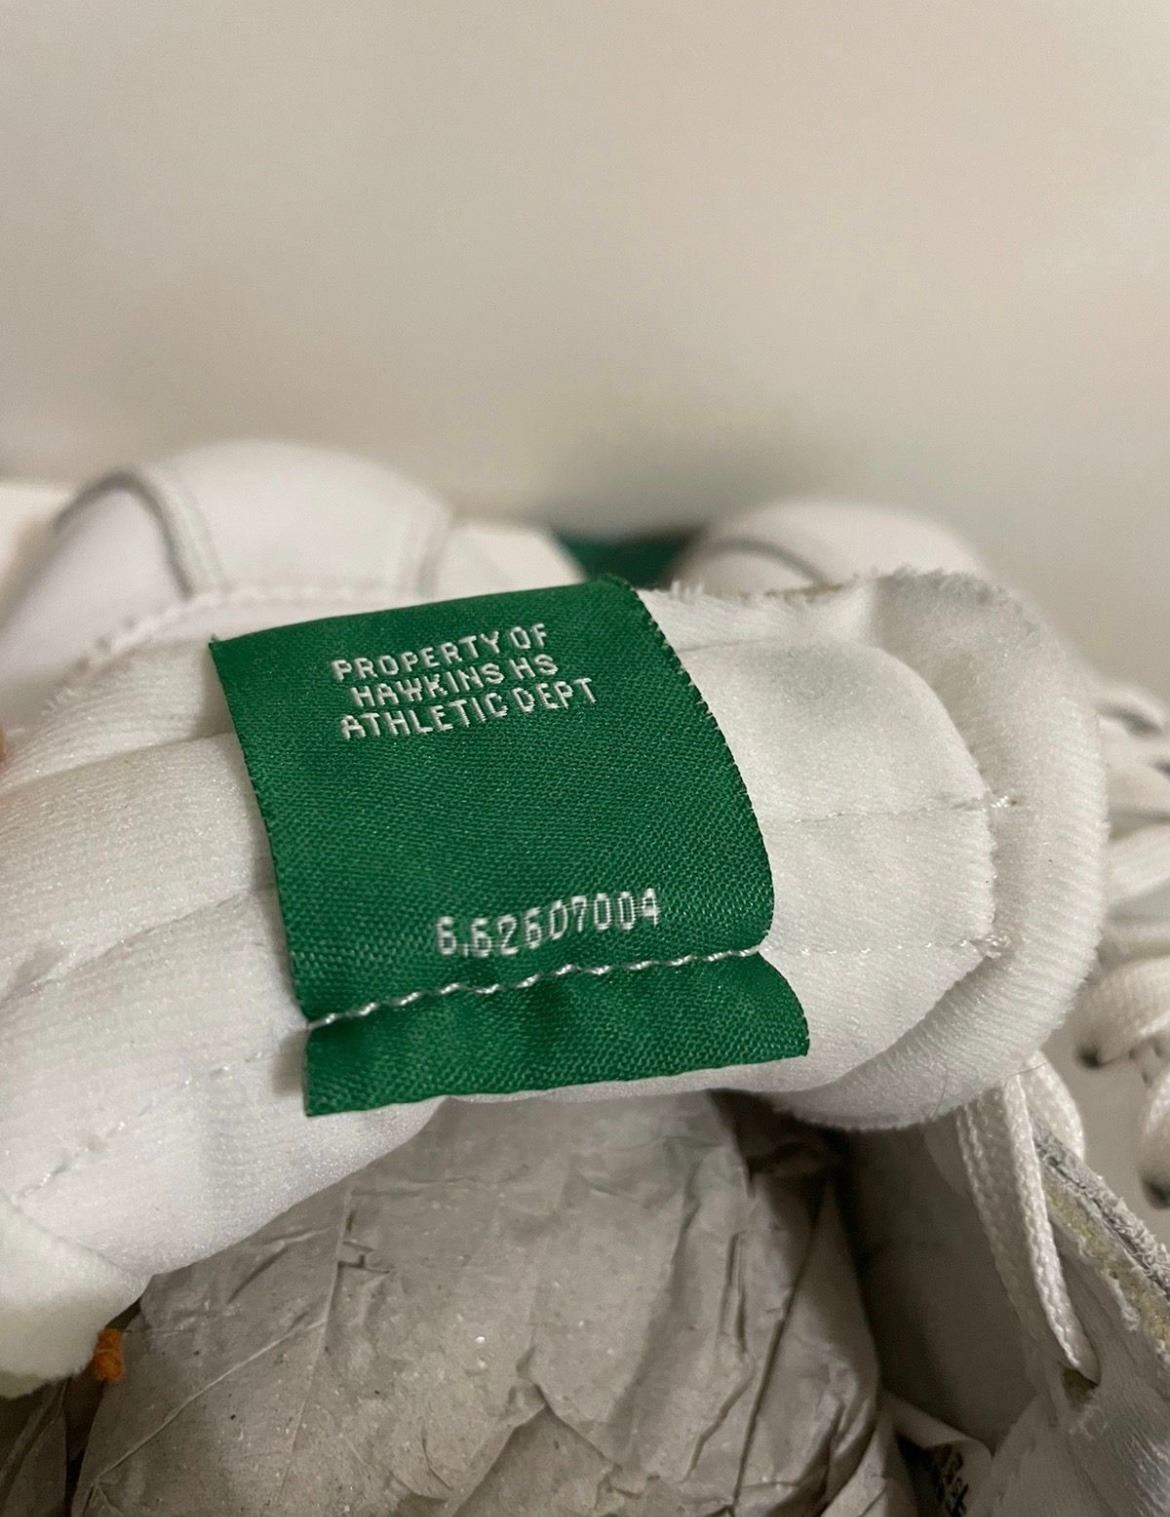 PROPERTY OF
HAWKINS HS
ATHLETIC DEPT
6.62607004